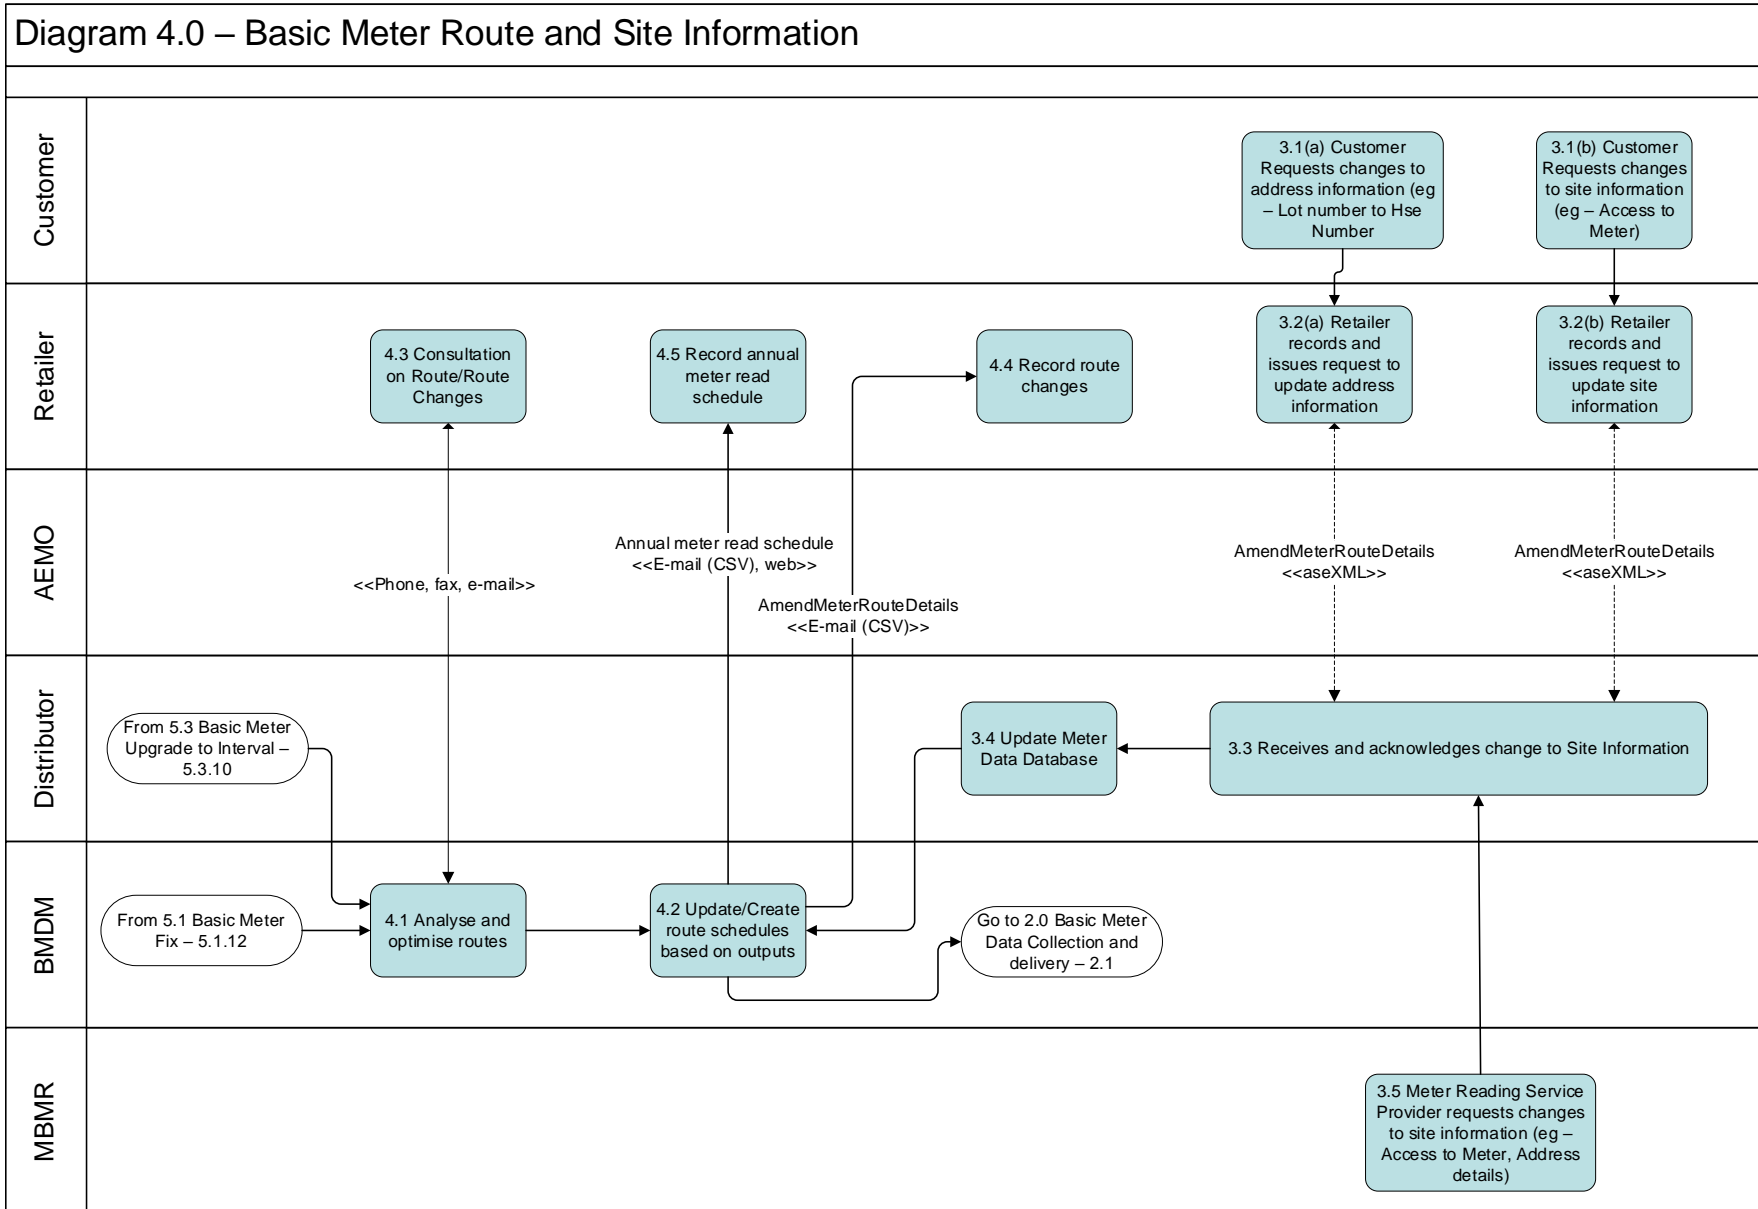 Diagram 4.0 – Basic Meter Route and Site Information
Customer
3.1(a) Customer
Requests changes to
address information (eg
– Lot number to Hse
Number
3.1(b) Customer
Requests changes
to site information
(eg – Access to
Meter)
Retailer
4.3 Consultation
on Route/Route
Changes
4.5 Record annual
meter read
schedule
4.4 Record route
changes
3.2(a) Retailer
records and
issues request to
update address
information
3.2(b) Retailer
records and
issues request to
update site
information
AEMO
<<Phone, fax, e-mail>>
Annual meter read schedule
<<E-mail (CSV), web>>
AmendMeterRouteDetails
<<E-mail (CSV)>>
AmendMeterRouteDetails
<<aseXML>>
AmendMeterRouteDetails
<<aseXML>>
Distributor
From 5.3 Basic Meter
Upgrade to Interval –
5.3.10
3.4 Update Meter
Data Database
3.3 Receives and acknowledges change to Site Information
BMDM
From 5.1 Basic Meter
Fix – 5.1.12
4.1 Analyse and
optimise routes
4.2 Update/Create
route schedules
based on outputs
Go to 2.0 Basic Meter
Data Collection and
delivery – 2.1
MBMR
3.5 Meter Reading Service
Provider requests changes
to site information (eg –
Access to Meter, Address
details)